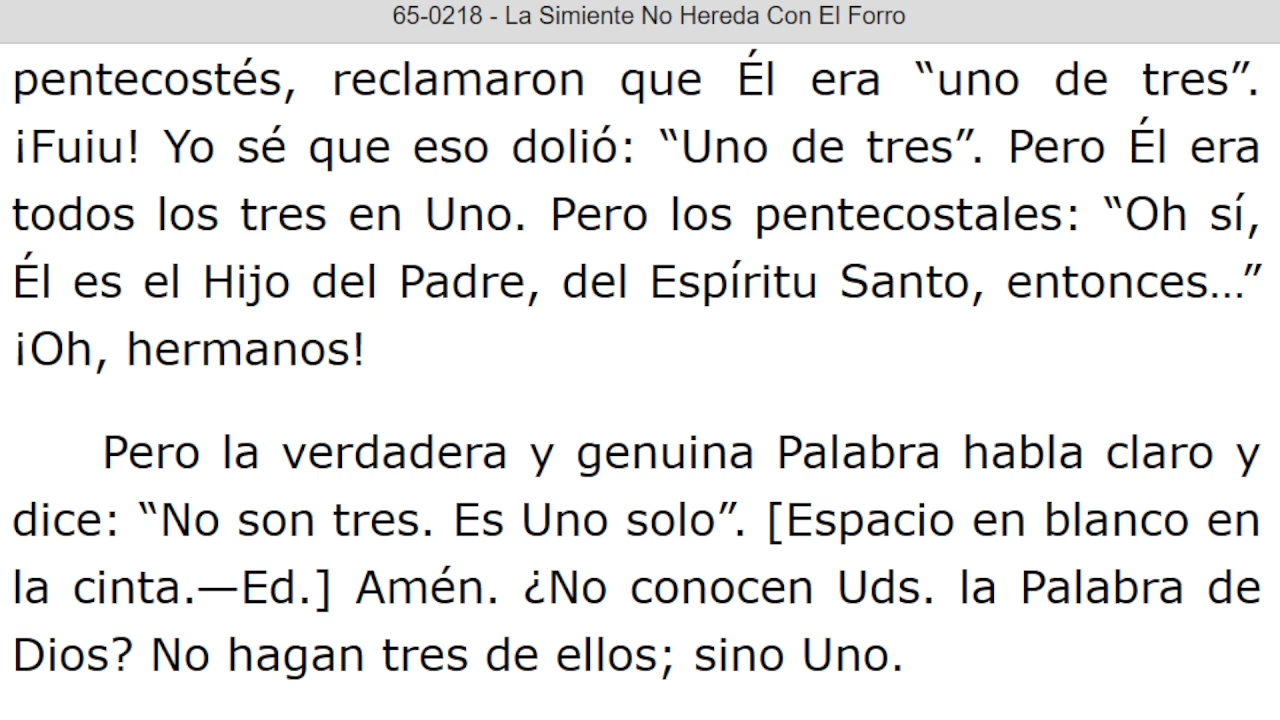 65-0218 - La Simiente No Hereda Con El Forro
pentecostés, reclamaron que Él era “uno de tres”.
¡Fuiu! Yo sé que eso dolió: “Uno de tres”. Pero Él era
todos los tres en Uno. Pero los pentecostales: “Oh sí,
Él es el Hijo del Padre, del Espíritu Santo, entonces…”
¡Oh, hermanos!
Pero la verdadera y genuina Palabra habla claro y
dice: “No son tres. Es Uno solo”. [Espacio en blanco en
la cinta.—Ed.] Amén. ¿No conocen Uds. la Palabra de
Dios? No hagan tres de ellos; sino Uno.